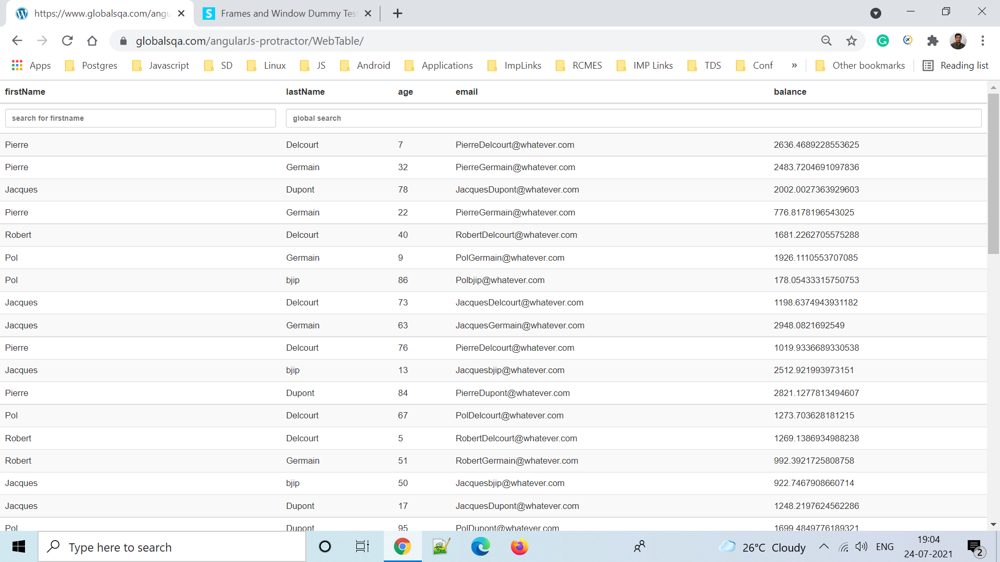 https://www.globalsqa.com/angu Frames and Window Dummy Tes
globalsqa.com/angularJs-protractor/WebTable/
Apps Postgres Javascript SD Linux JS Android Applications ImpLinks RCMES IMP Links TDS Conf » Other bookmarks Reading list
firstName lastName age email balance
search for firstname global search
Pierre Delcourt 7 PierreDelcourt@whatever.com 2636.4689228553625
Pierre Germain 32 PierreGermain@whatever.com 2483.7204691097836
Jacques Dupont 78 JacquesDupont@whatever.com 2002.0027363929603
Pierre Germain 22 PierreGermain@whatever.com 776.8178196543025
Robert Delcourt 40 RobertDelcourt@whatever.com 1681.2262705575288
Pol Germain 9 PolGermain@whatever.com 1926.1110553707085
Pol bjip 86 Polbjip@whatever.com 178.05433315750753
Jacques Delcourt 73 JacquesDelcourt@whatever.com 1198.6374943931182
Jacques Germain 63 JacquesGermain@whatever.com 2948.0821692549
Pierre Delcourt 76 PierreDelcourt@whatever.com 1019.9336689330538
Jacques bjip 13 Jacquesbjip@whatever.com 2512.921993973151
Pierre Dupont 84 PierreDupont@whatever.com 2821.1277813494607
Pol Delcourt 67 PolDelcourt@whatever.com 1273.703628181215
Robert Delcourt 5 RobertDelcourt@whatever.com 1269.1386934988238
Robert Germain 51 RobertGermain@whatever.com 992.3921725808758
Jacques bjip 50 Jacquesbjip@whatever.com 922.7467908660714
Jacques Dupont 17 JacquesDupont@whatever.com 1248.2197624562286
Pol Dupont 95 PolDupont@whatever.com 1699.4849776189321
Type here to search 26°C Cloudy ENG 19:04
24-07-2021 2